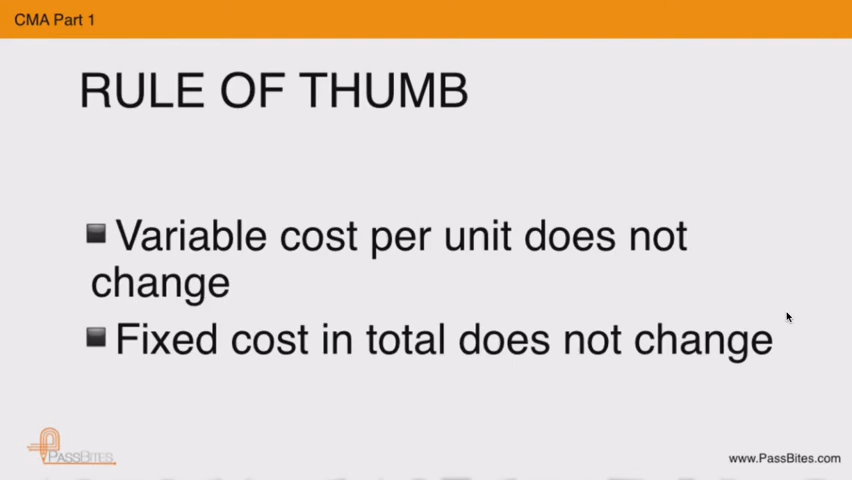 CMA Part 1
RULE OF THUMB
Variable cost per unit does not
change
Fixed cost in total does not change
PASSBITES
www.PassBites.com